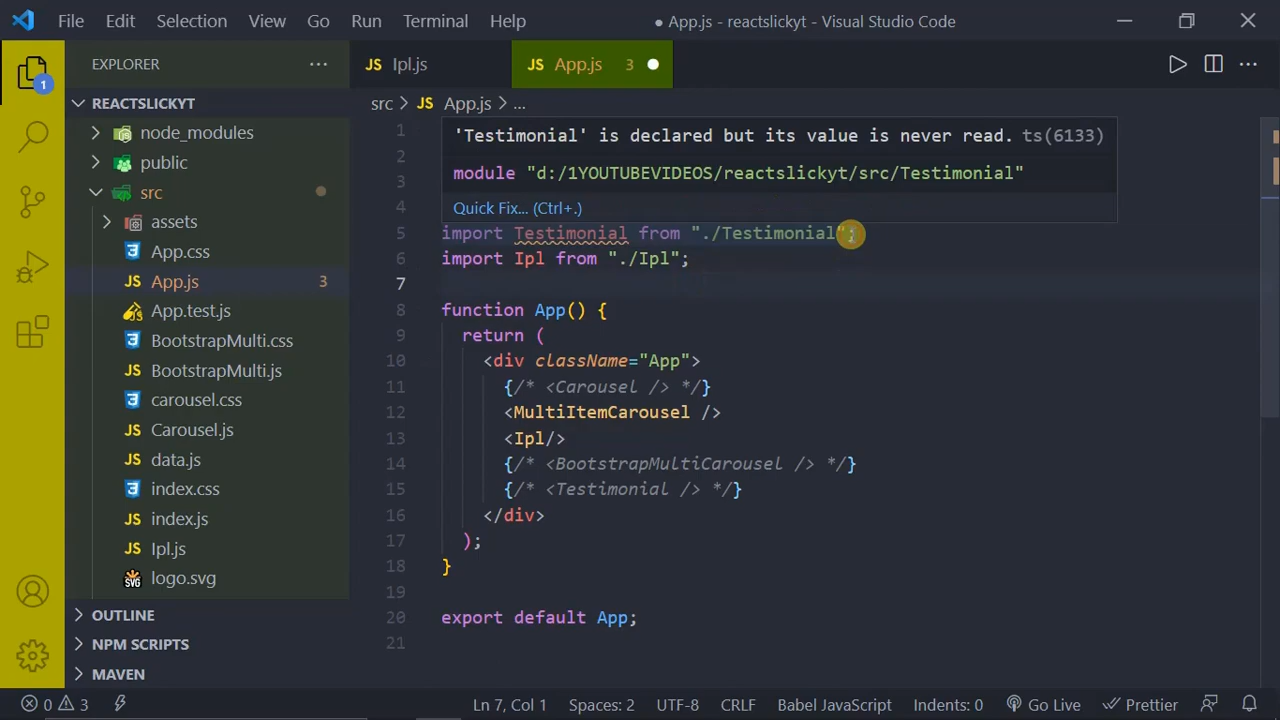 File Edit Selection View Go Run Terminal Help
● App.js - reactslickyt - Visual Studio Code
EXPLORER
1
REACTSLICKYT
node_modules
public
src
assets
App.css
App.js 3
App.test.js
BootstrapMulti.css
BootstrapMulti.js
carousel.css
Carousel.js
data.js
index.css
index.js
Ipl.js
logo.svg
OUTLINE
NPM SCRIPTS
MAVEN
JS Ipl.js
JS App.js 3
src > JS App.js > ...
1
2
3
4
'Testimonial' is declared but its value is never read. ts(6133)
module "d:/1YOUTUBEVIDEOS/reactslickyt/src/Testimonial"
Quick Fix... (Ctrl+.)
5 import Testimonial from "./Testimonial";
6 import Ipl from "./Ipl";
7
8 function App() {
9 return (
10 <div className="App">
11 {/* <Carousel /> */}
12 <MultiItemCarousel />
13 <Ipl/>
14 {/* <BootstrapMultiCarousel /> */}
15 {/* <Testimonial /> */}
16 </div>
17 );
18 }
19
20 export default App;
21
0 3 Ln 7, Col 1 Spaces: 2 UTF-8 CRLF Babel JavaScript Indents: 0 Go Live Prettier